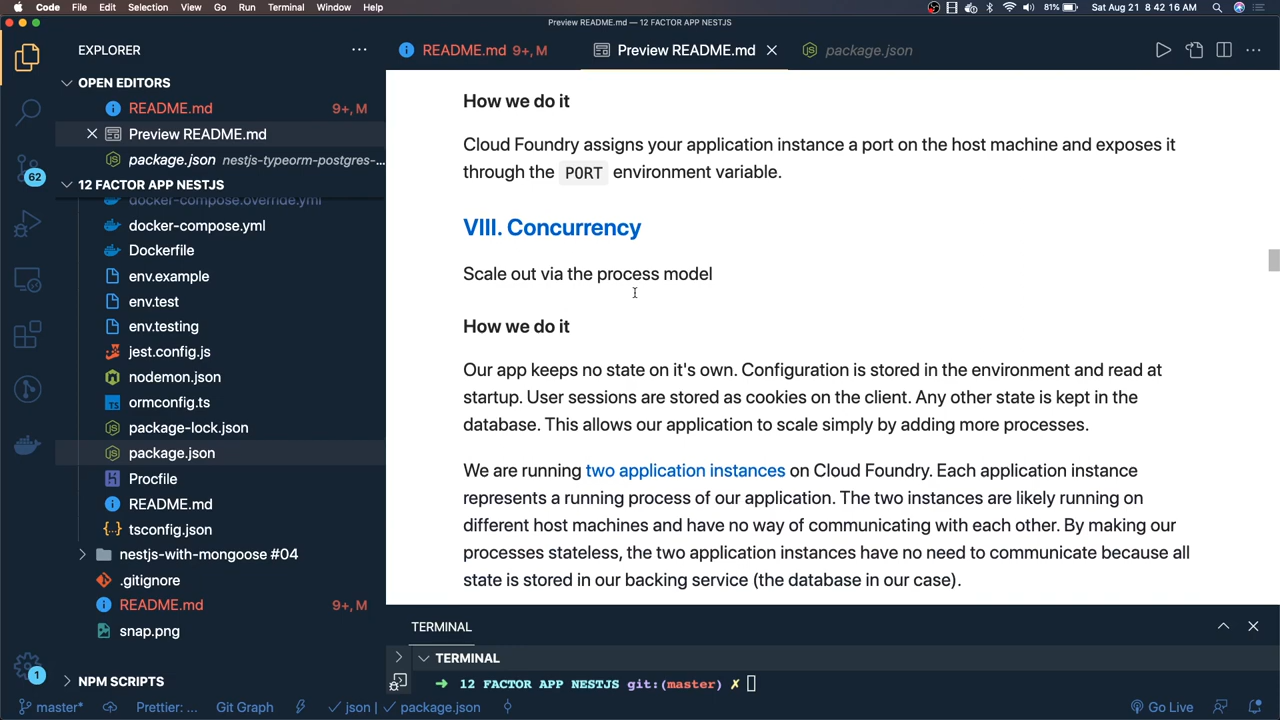 Code File Edit Selection View Go Run Terminal Window Help 81% Sat Aug 21 8:42:16 AM
Preview README.md — 12 FACTOR APP NESTJS
EXPLORER
README.md 9+, M
Preview README.md
package.json
OPEN EDITORS
README.md 9+, M
Preview README.md
package.json nestjs-typeorm-postgres-...
12 FACTOR APP NESTJS
docker-compose.override.yml
docker-compose.yml
Dockerfile
env.example
env.test
env.testing
jest.config.js
nodemon.json
ormconfig.ts
package-lock.json
package.json
Procfile
README.md
tsconfig.json
nestjs-with-mongoose #04
.gitignore
README.md 9+, M
snap.png
NPM SCRIPTS
62
1
How we do it
Cloud Foundry assigns your application instance a port on the host machine and exposes it
through the PORT environment variable.
VIII. Concurrency
Scale out via the process model
How we do it
Our app keeps no state on it's own. Configuration is stored in the environment and read at
startup. User sessions are stored as cookies on the client. Any other state is kept in the
database. This allows our application to scale simply by adding more processes.
We are running two application instances on Cloud Foundry. Each application instance
represents a running process of our application. The two instances are likely running on
different host machines and have no way of communicating with each other. By making our
processes stateless, the two application instances have no need to communicate because all
state is stored in our backing service (the database in our case).
TERMINAL
TERMINAL
➜ 12 FACTOR APP NESTJS git:(master) ✗
master* Prettier: ... Git Graph json | package.json Go Live